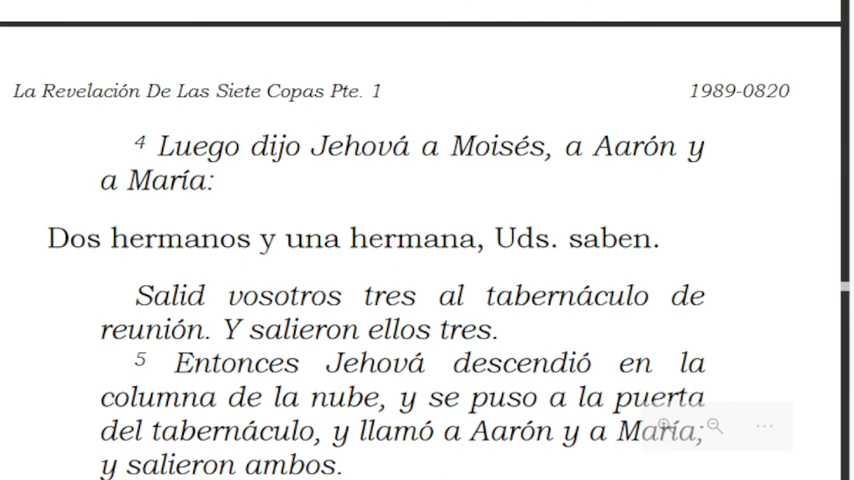 La Revelación De Las Siete Copas Pte. 1 1989-0820
4 Luego dijo Jehová a Moisés, a Aarón y
a María:
Dos hermanos y una hermana, Uds. saben.
Salid vosotros tres al tabernáculo de
reunión. Y salieron ellos tres.
5 Entonces Jehová descendió en la
columna de la nube, y se puso a la puerta
del tabernáculo, y llamó a Aarón y a María;
y salieron ambos.